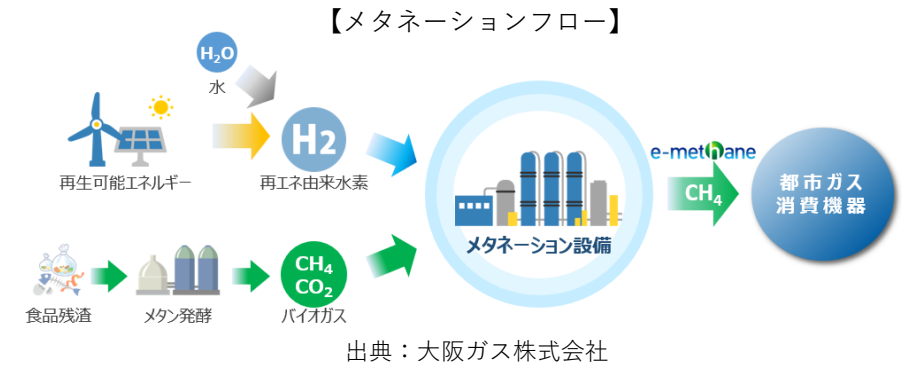 【メタネーションフロー】
H₂O
水
再生可能エネルギー
H2
再エネ由来水素
メタネーション設備
e-methane
CH₄
都市ガス
消費機器
食品残渣
メタン発酵
CH₄
CO₂
バイオガス
出典：大阪ガス株式会社